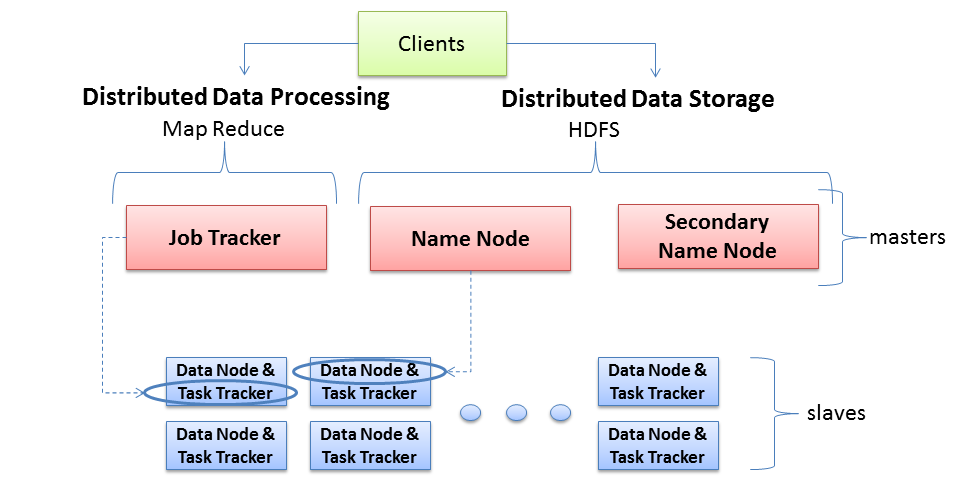 Clients
Distributed Data Processing
Map Reduce
Distributed Data Storage
HDFS
Job Tracker
Name Node
Secondary
Name Node
masters
Data Node &
Task Tracker
Data Node &
Task Tracker
Data Node &
Task Tracker
slaves
Data Node &
Task Tracker
Data Node &
Task Tracker
Data Node &
Task Tracker